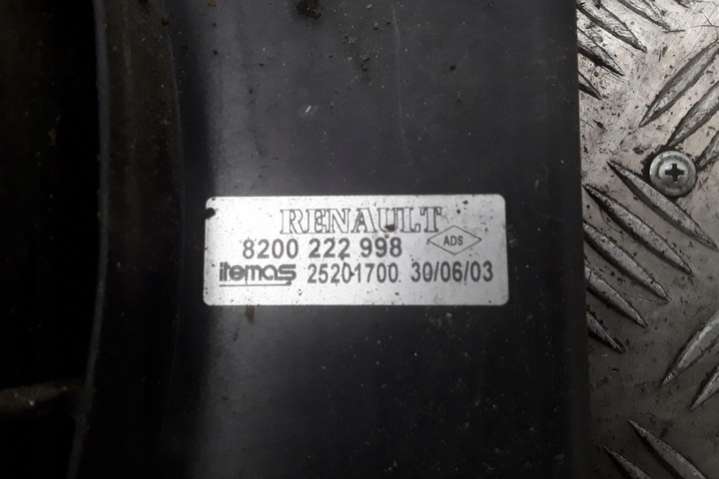 RENAULT
8200 222 998 ADS
itemas 25201700 30/06/03